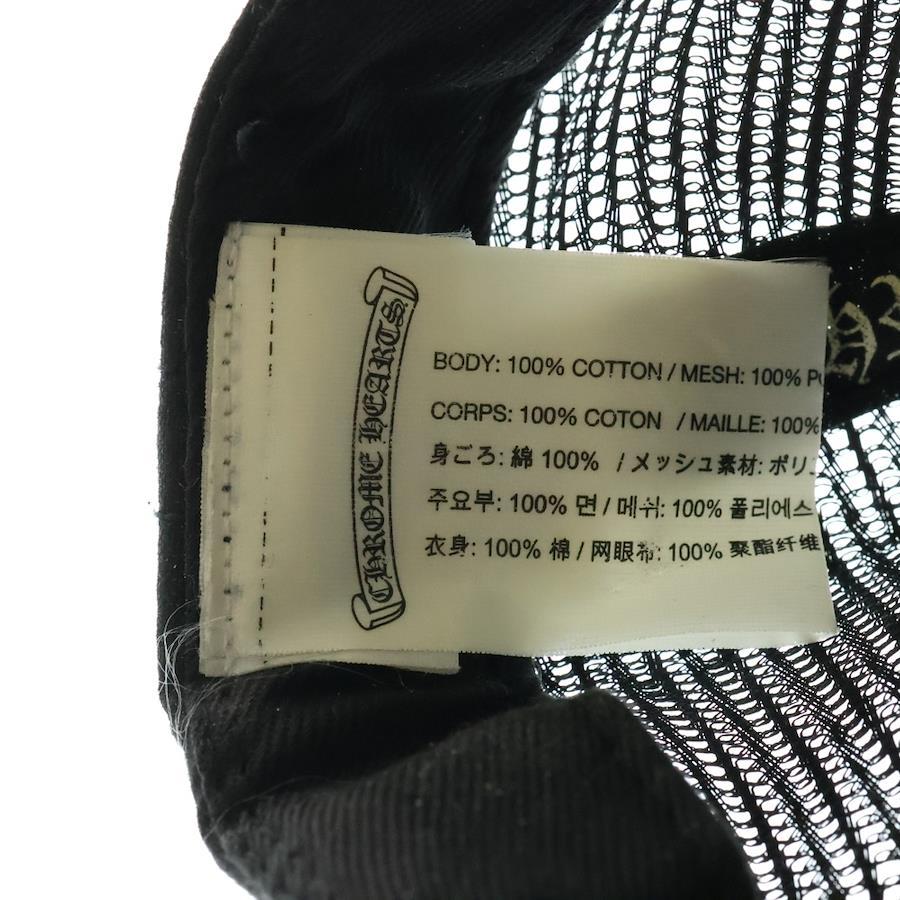 CHROME HEARTS
BODY: 100% COTTON / MESH: 100%
CORPS: 100% COTON / MAILLE: 100%
身ごろ: 綿 100% / メッシュ素材: ポリ
주요부: 100% 면 / 메쉬: 100% 폴리에스
衣身: 100% 棉 / 网眼布: 100% 聚酯纤维